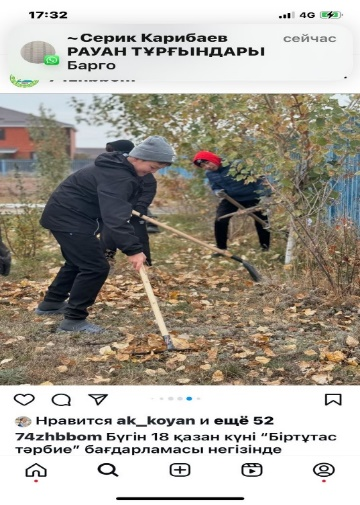 17:32
4G
~Серик Карибаев
сейчас
РАУАН ТҰРҒЫНДАРЫ
Барго
Нравится ak_koyan и ещё 52
74zhbbom Бүгін 18 қазан күні “Біртұтас
тәрбие” бағдарламасы негізінде